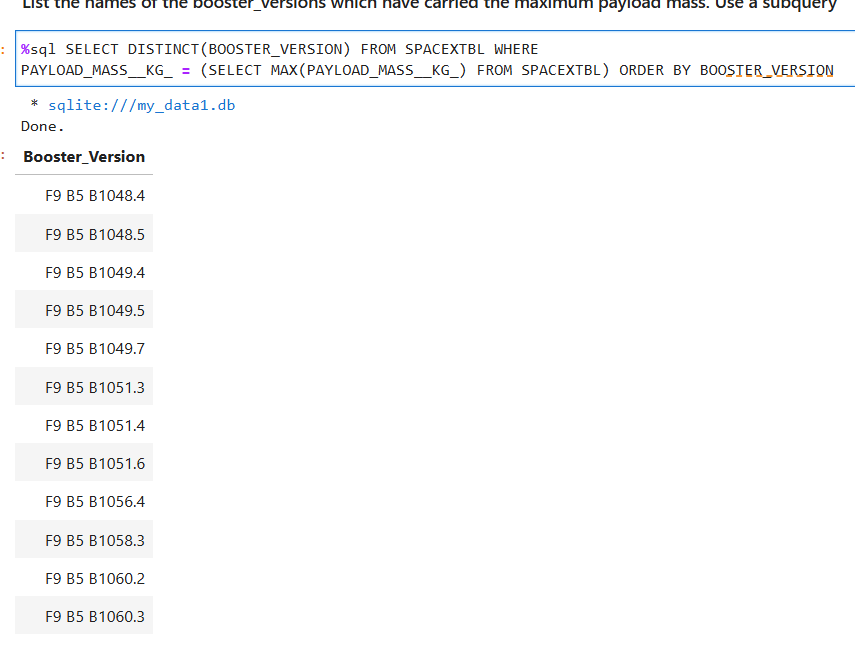 List the names of the booster_versions which have carried the maximum payload mass. Use a subquery
%sql SELECT DISTINCT(BOOSTER_VERSION) FROM SPACEXTBL WHERE
PAYLOAD_MASS__KG_ = (SELECT MAX(PAYLOAD_MASS__KG_) FROM SPACEXTBL) ORDER BY BOOSTER_VERSION
* sqlite:///my_data1.db
Done.
Booster_Version
F9 B5 B1048.4
F9 B5 B1048.5
F9 B5 B1049.4
F9 B5 B1049.5
F9 B5 B1049.7
F9 B5 B1051.3
F9 B5 B1051.4
F9 B5 B1051.6
F9 B5 B1056.4
F9 B5 B1058.3
F9 B5 B1060.2
F9 B5 B1060.3